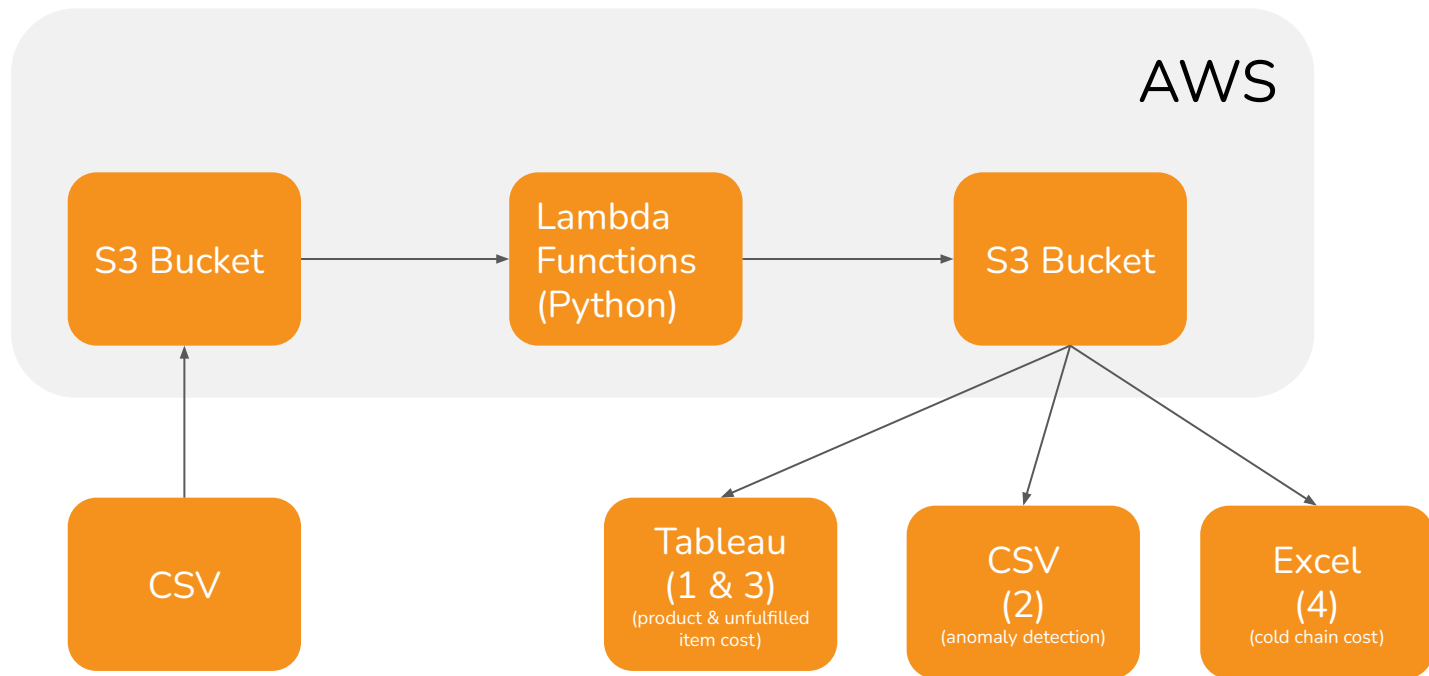 AWS
S3 Bucket
Lambda
Functions
(Python)
S3 Bucket
CSV
Tableau
(1 & 3)
(product & unfulfilled
item cost)
CSV
(2)
(anomaly detection)
Excel
(4)
(cold chain cost)